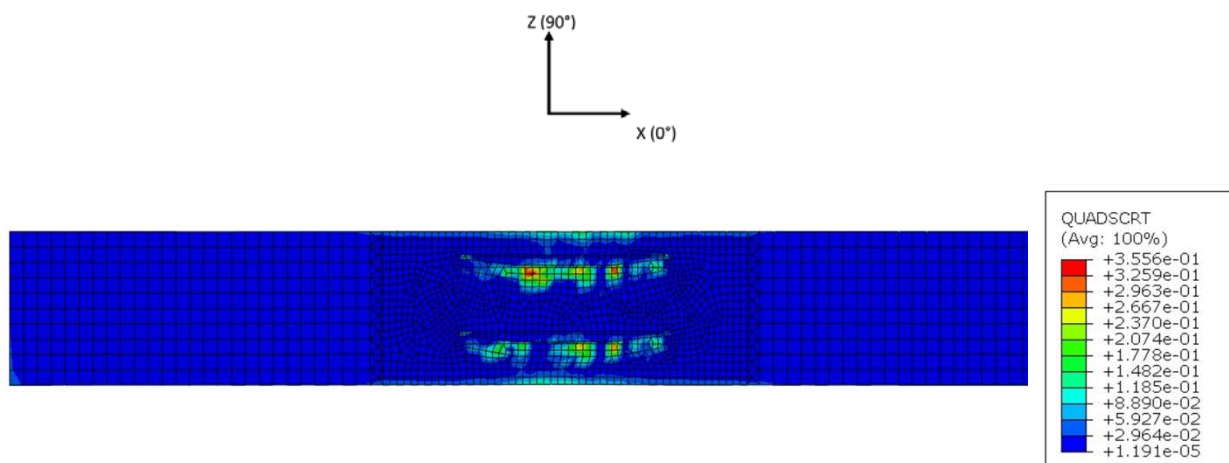 Z (90°)
X (0°)
QUADSCRT
(Avg: 100%)
+3.556e-01
+3.259e-01
+2.963e-01
+2.667e-01
+2.370e-01
+2.074e-01
+1.778e-01
+1.482e-01
+1.185e-01
+8.890e-02
+5.927e-02
+2.964e-02
+1.191e-05